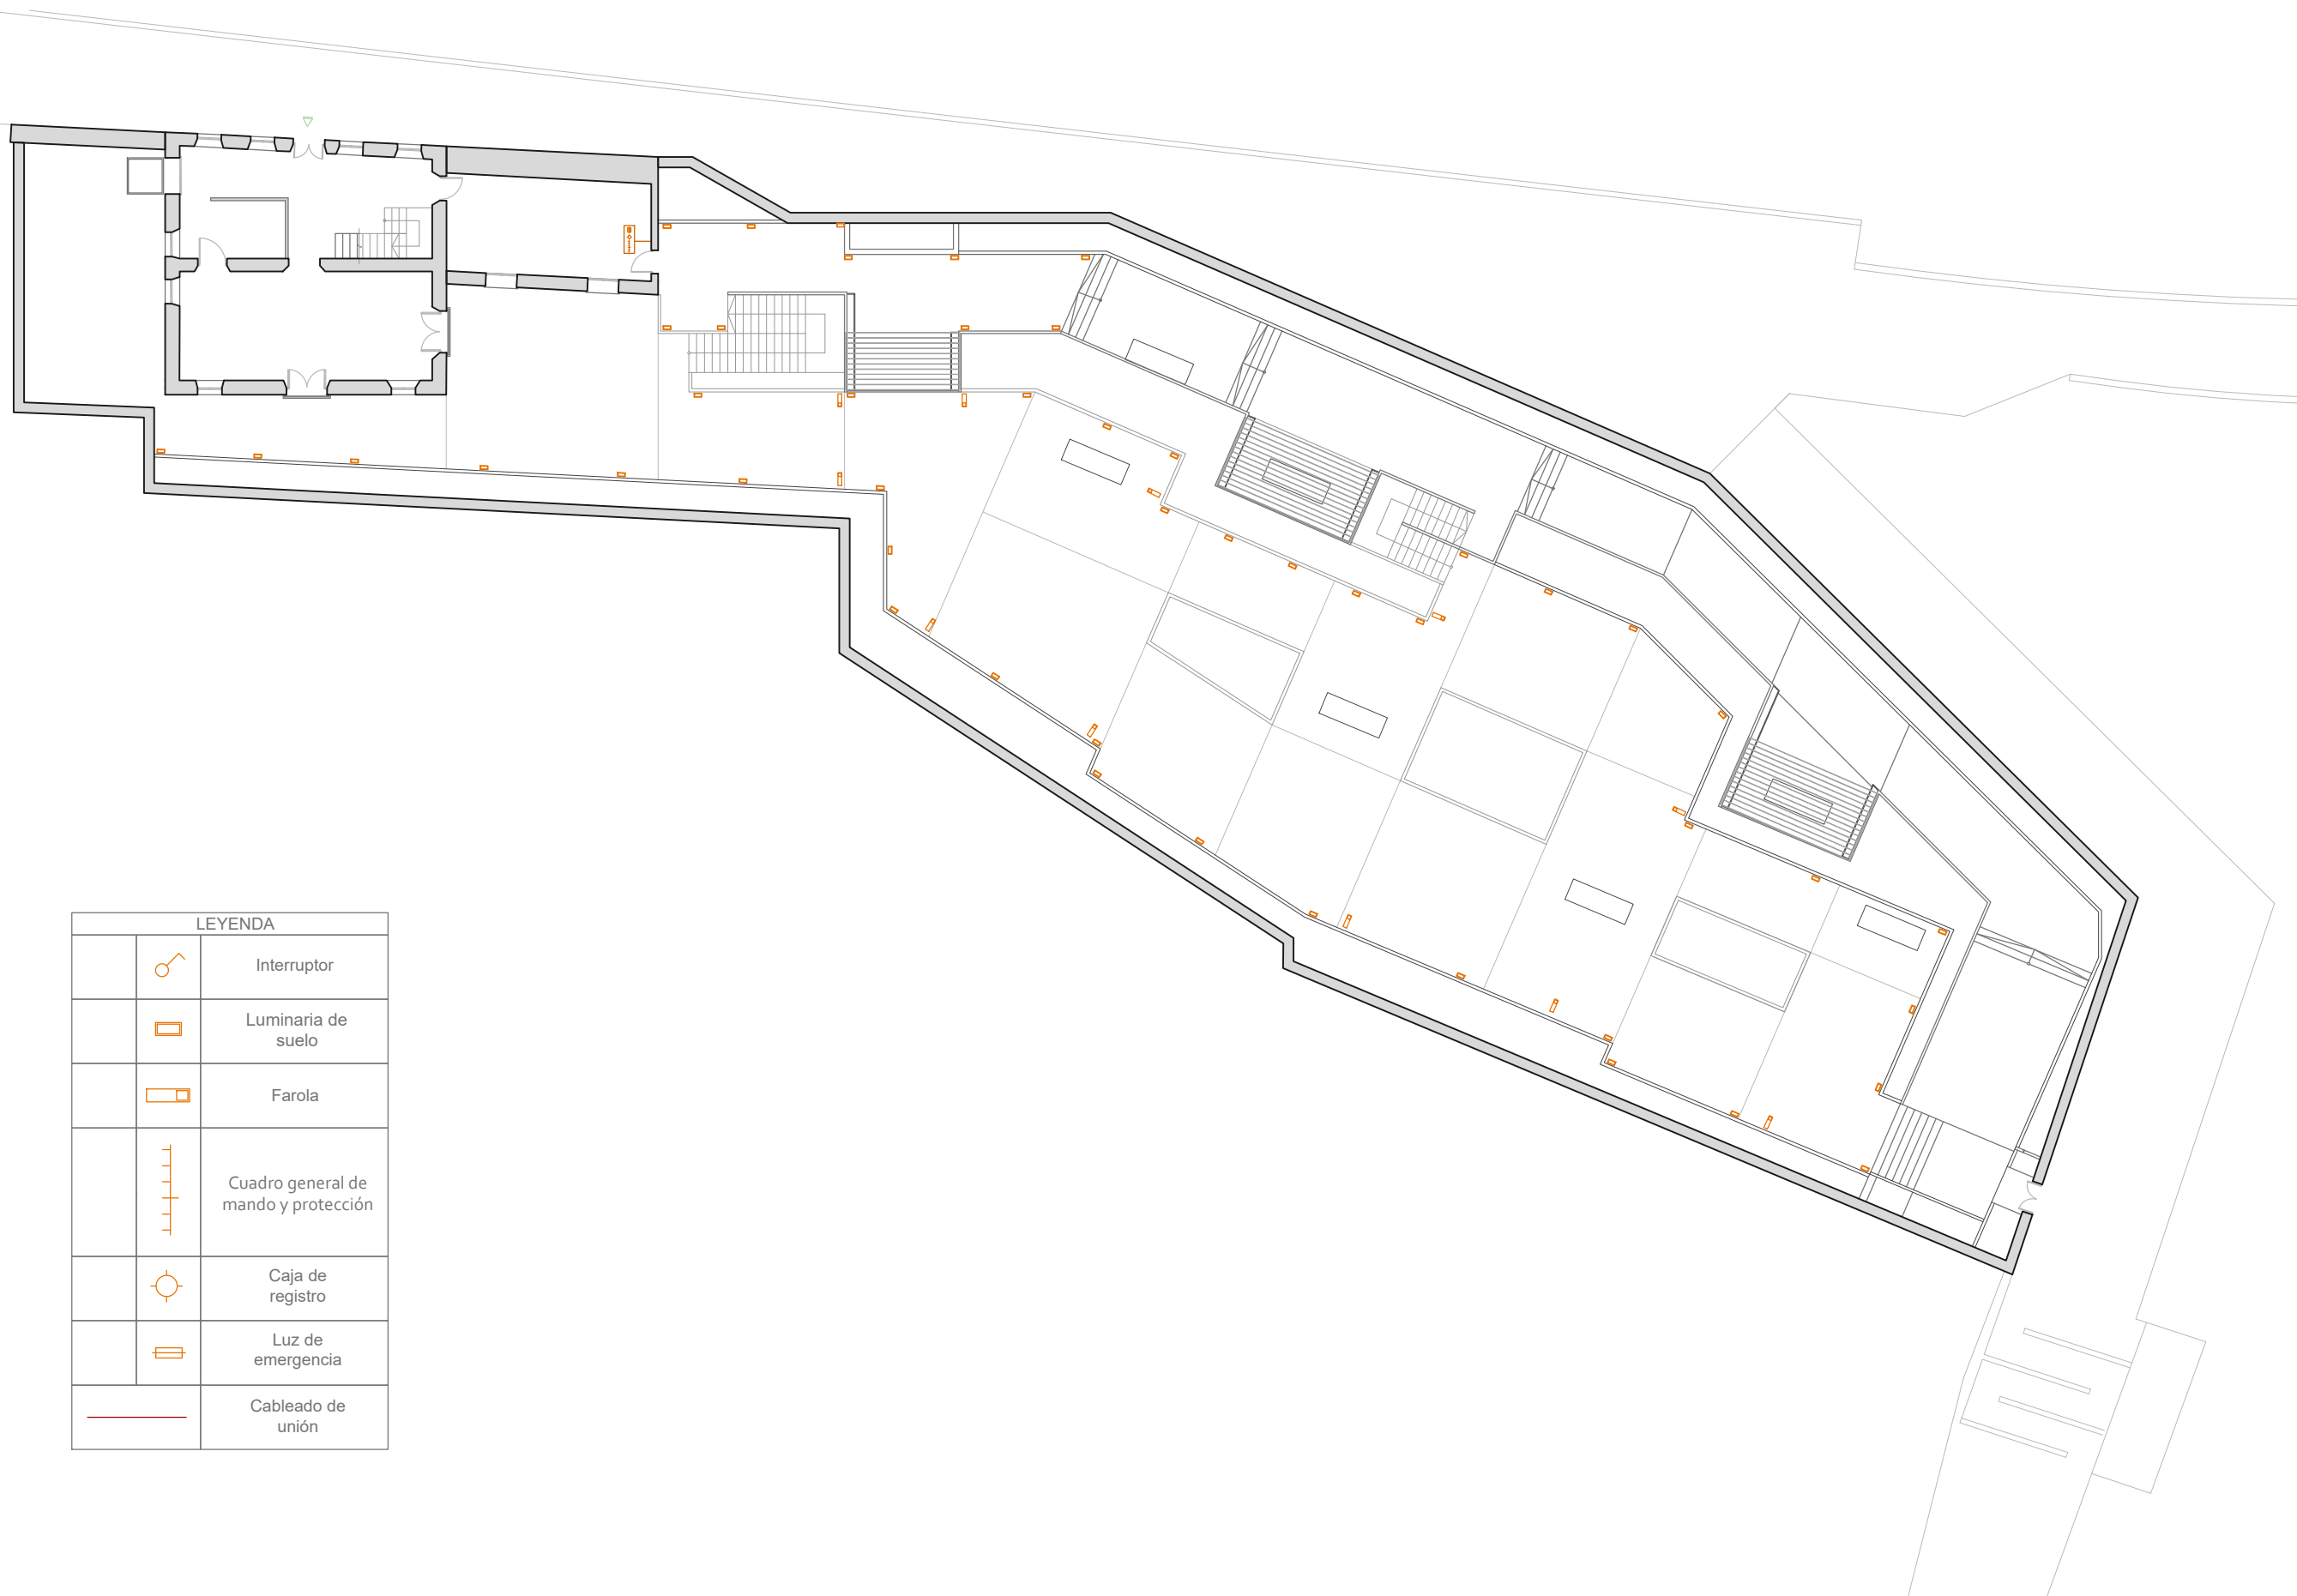 LEYENDA
Interruptor
Luminaria de
suelo
Farola
Cuadro general de
mando y protección
Caja de
registro
Luz de
emergencia
Cableado de
unión